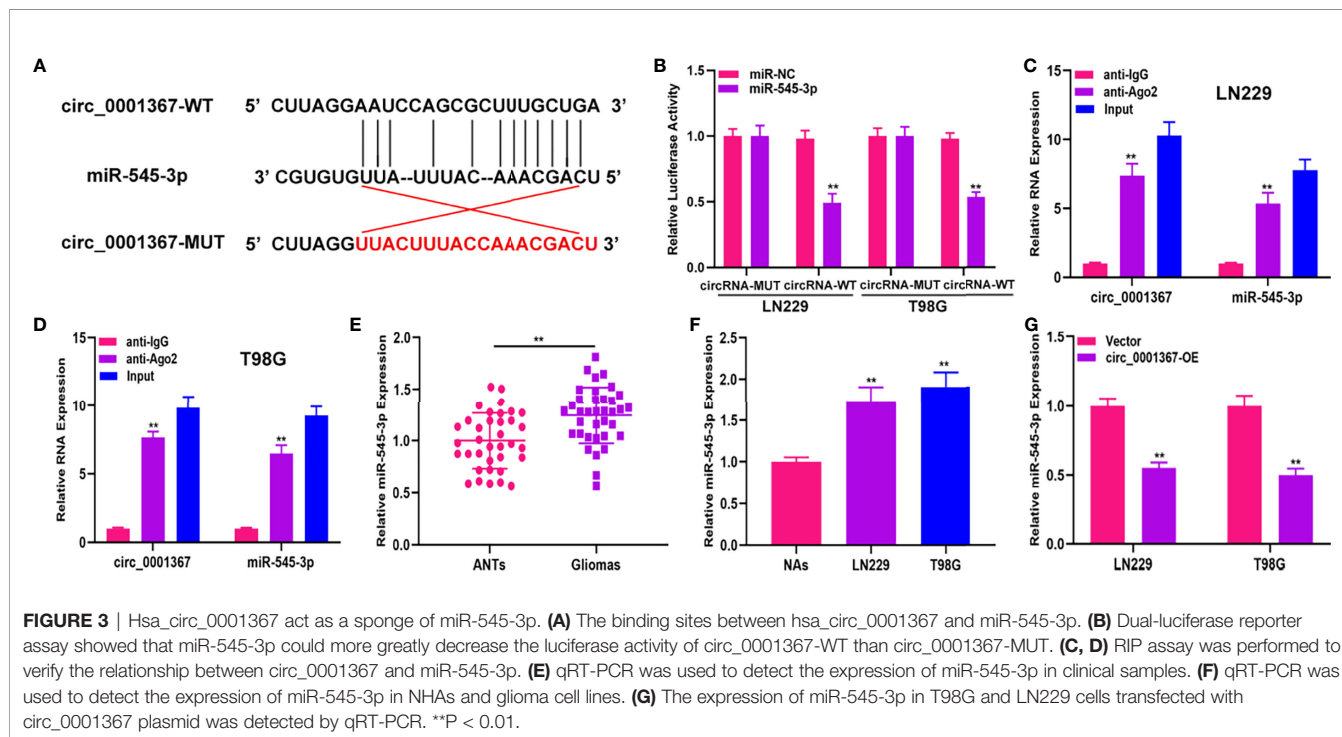 A
circ_0001367-WT 5' CUUAGGAAUCCAGCGCUUUGCUGA 3'
miR-545-3p 3' CGUGUGUUUA--UUUAC--AAACGACU 5'
circ_0001367-MUT 5' CUUAGGUUACUUUACCAAACGACU 3'
B
miR-NC
miR-545-3p
Relative Luciferase Activity
1.5
1.0
0.5
0.0
**
**
circRNA-MUT circRNA-WT circRNA-MUT circRNA-WT
LN229 T98G
C
anti-IgG
anti-Ago2
Input
LN229
Relative RNA Expression
15
10
5
0
**
**
circ_0001367 miR-545-3p
D
anti-IgG
anti-Ago2
Input
T98G
Relative RNA Expression
15
10
5
0
**
**
circ_0001367 miR-545-3p
E
Relative miR-545-3p Expression
2.0
1.5
1.0
0.5
0.0
**
ANTs Gliomas
F
Relative miR-545-3p Expression
2.5
2.0
1.5
1.0
0.5
0.0
**
**
NAs LN229 T98G
G
Vector
circ_0001367-OE
Relative miR-545-3p Expression
1.5
1.0
0.5
0.0
**
**
LN229 T98G
FIGURE 3 | Hsa_circ_0001367 act as a sponge of miR-545-3p. (A) The binding sites between hsa_circ_0001367 and miR-545-3p. (B) Dual-luciferase reporter
assay showed that miR-545-3p could more greatly decrease the luciferase activity of circ_0001367-WT than circ_0001367-MUT. (C, D) RIP assay was performed to
verify the relationship between circ_0001367 and miR-545-3p. (E) qRT-PCR was used to detect the expression of miR-545-3p in clinical samples. (F) qRT-PCR was
used to detect the expression of miR-545-3p in NHAs and glioma cell lines. (G) The expression of miR-545-3p in T98G and LN229 cells transfected with
circ_0001367 plasmid was detected by qRT-PCR. **P < 0.01.